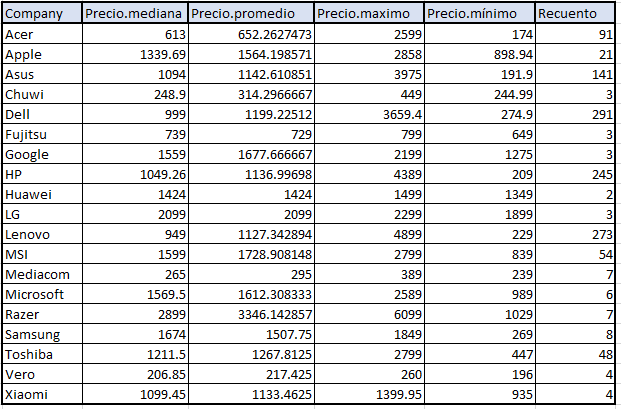 Company Precio.mediana Precio.promedio Precio.maximo Precio.mínimo Recuento
Acer 613 652.2627473 2599 174 91
Apple 1339.69 1564.198571 2858 898.94 21
Asus 1094 1142.610851 3975 191.9 141
Chuwi 248.9 314.2966667 449 244.99 3
Dell 999 1199.22512 3659.4 274.9 291
Fujitsu 739 729 799 649 3
Google 1559 1677.666667 2199 1275 3
HP 1049.26 1136.99698 4389 209 245
Huawei 1424 1424 1499 1349 2
LG 2099 2099 2299 1899 3
Lenovo 949 1127.342894 4899 229 273
MSI 1599 1728.908148 2799 839 54
Mediacom 265 295 389 239 7
Microsoft 1569.5 1612.308333 2589 989 6
Razer 2899 3346.142857 6099 1029 7
Samsung 1674 1507.75 1849 269 8
Toshiba 1211.5 1267.8125 2799 447 48
Vero 206.85 217.425 260 196 4
Xiaomi 1099.45 1133.4625 1399.95 935 4